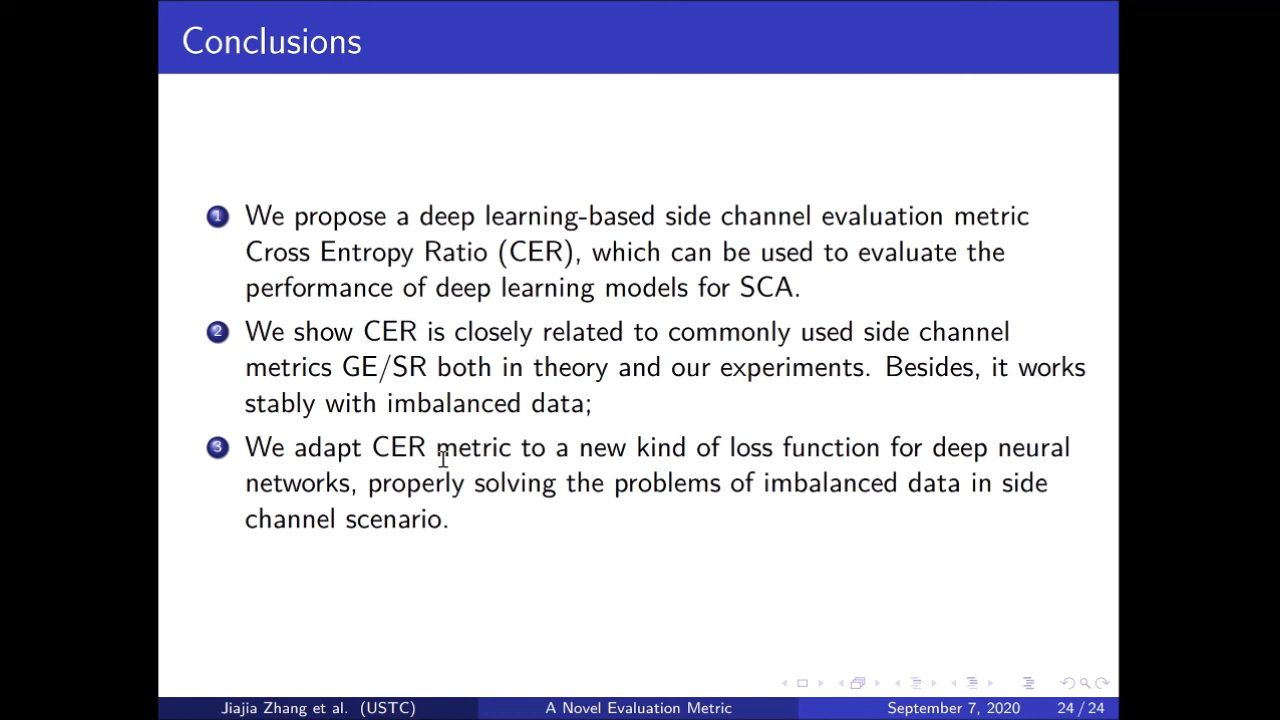 Conclusions
1 We propose a deep learning-based side channel evaluation metric
Cross Entropy Ratio (CER), which can be used to evaluate the
performance of deep learning models for SCA.
2 We show CER is closely related to commonly used side channel
metrics GE/SR both in theory and our experiments. Besides, it works
stably with imbalanced data;
3 We adapt CER metric to a new kind of loss function for deep neural
networks, properly solving the problems of imbalanced data in side
channel scenario.
Jiajia Zhang et al. (USTC) A Novel Evaluation Metric September 7, 2020 24 / 24